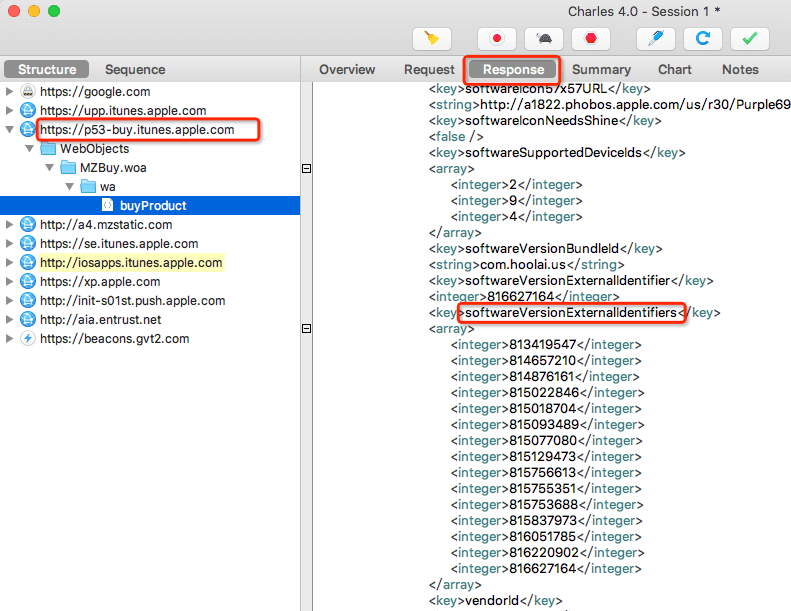 Charles 4.0 - Session 1 *
Structure Sequence
https://google.com
https://upp.itunes.apple.com
https://p53-buy.itunes.apple.com
WebObjects
MZBuy.woa
wa
buyProduct
http://a4.mzstatic.com
https://se.itunes.apple.com
http://iosapps.itunes.apple.com
https://xp.apple.com
http://init-s01st.push.apple.com
http://aia.entrust.net
https://beacons.gvt2.com
Overview Request Response Summary Chart Notes
<key>softwareIcon57x57URL</key>
<string>http://a1822.phobos.apple.com/us/r30/Purple69
<key>softwareIconNeedsShine</key>
<false />
<key>softwareSupportedDeviceIds</key>
<array>
<integer>2</integer>
<integer>9</integer>
<integer>4</integer>
</array>
<key>softwareVersionBundleId</key>
<string>com.hoolai.us</string>
<key>softwareVersionExternalIdentifier</key>
<integer>816627164</integer>
<key>softwareVersionExternalIdentifiers</key>
<array>
<integer>813419547</integer>
<integer>814657210</integer>
<integer>814876161</integer>
<integer>815022846</integer>
<integer>815018704</integer>
<integer>815093489</integer>
<integer>815077080</integer>
<integer>815129473</integer>
<integer>815756613</integer>
<integer>815755351</integer>
<integer>815753688</integer>
<integer>815837973</integer>
<integer>816051785</integer>
<integer>816220902</integer>
<integer>816627164</integer>
</array>
<key>vendorId</key>